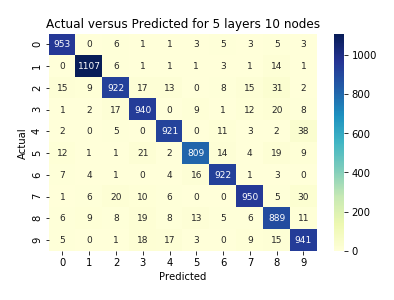 Actual versus Predicted for 5 layers 10 nodes
0 953 0 6 1 1 3 5 3 5 3
1 0 1107 6 1 1 1 3 1 14 1
2 15 9 922 17 13 0 8 15 31 2
3 1 2 17 940 0 9 1 12 20 8
4 2 0 5 0 921 0 11 3 2 38
5 12 1 1 21 2 809 14 4 19 9
6 7 4 1 0 4 16 922 1 3 0
7 1 6 20 10 6 0 0 950 5 30
8 6 9 8 19 8 13 5 6 889 11
9 5 0 1 18 17 3 0 9 15 941
0 1 2 3 4 5 6 7 8 9
Predicted
Actual
1000
800
600
400
200
0